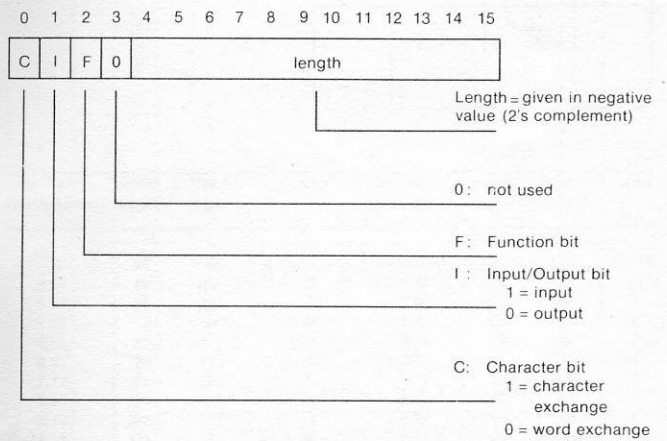 0 1 2 3 4 5 6 7 8 9 10 11 12 13 14 15
C I F 0 length
Length = given in negative
value (2's complement)
0: not used
F: Function bit
I : Input/Output bit
1 = input
0 = output
C: Character bit
1 = character
exchange
0 = word exchange